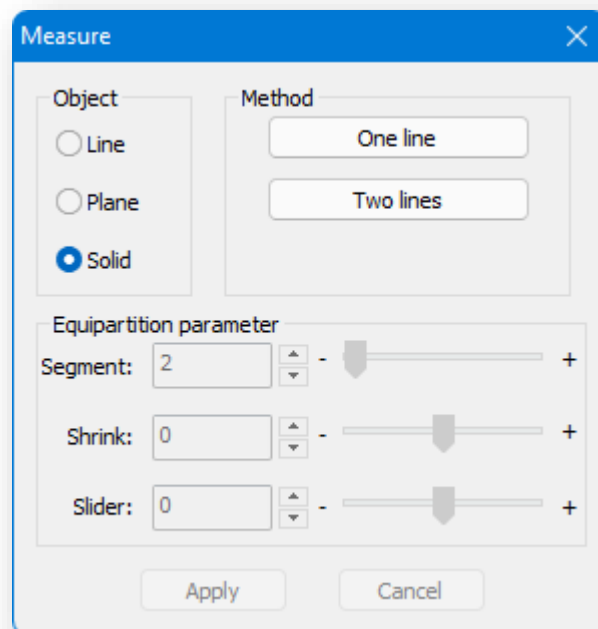 Measure
Object
Line
Plane
Solid
Method
One line
Two lines
Equipartition parameter
Segment: 2 - +
Shrink: 0 - +
Slider: 0 - +
Apply Cancel